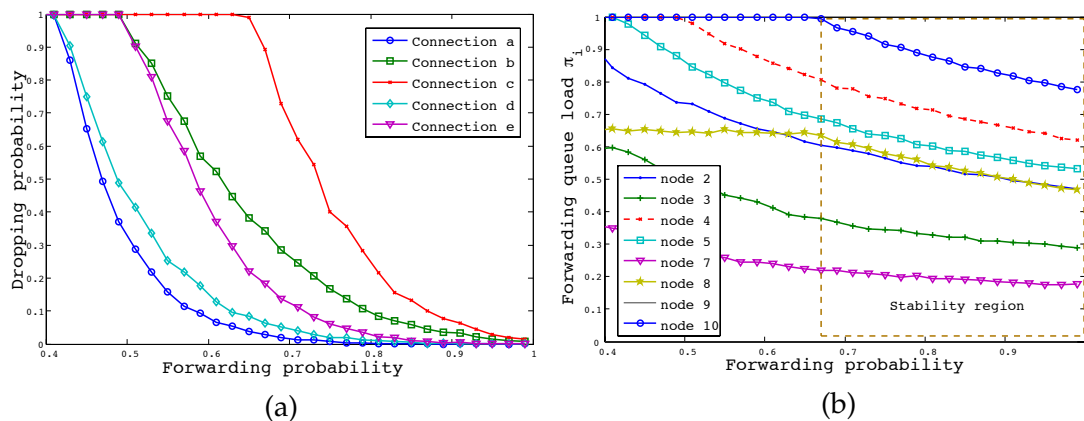 1
0.9
0.8
0.7
0.6
0.5
0.4
0.3
0.2
0.1
0
0.4
0.5
0.6
0.7
0.8
0.9
1
Dropping probability
Forwarding probability
Connection a
Connection b
Connection c
Connection d
Connection e
(a)
1
0.9
0.8
0.7
0.6
0.5
0.4
0.3
0.2
0.1
0
0.4
0.5
0.6
0.7
0.8
0.9
Forwarding queue load π_i
Forwarding probability
node 2
node 3
node 4
node 5
node 7
node 8
node 9
node 10
Stability region
(b)